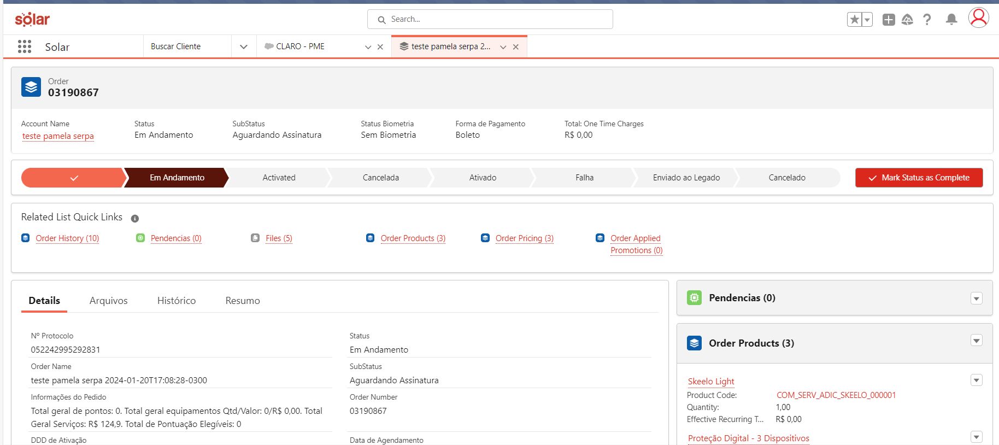 solar
Search...
Solar
Buscar Cliente
CLARO - PME
teste pamela serpa 2...
Order
03190867
Account Name
teste pamela serpa
Status
Em Andamento
SubStatus
Aguardando Assinatura
Status Biometria
Sem Biometria
Forma de Pagamento
Boleto
Total: One Time Charges
R$ 0,00
Em Andamento
Activated
Cancelada
Ativado
Falha
Enviado ao Legado
Cancelado
Mark Status as Complete
Related List Quick Links
Order History (10)
Pendencias (0)
Files (5)
Order Products (3)
Order Pricing (3)
Order Applied
Promotions (0)
Details
Arquivos
Histórico
Resumo
Nº Protocolo
052242995292831
Status
Em Andamento
Order Name
teste pamela serpa 2024-01-20T17:08:28-0300
SubStatus
Aguardando Assinatura
Informações do Pedido
Total geral de pontos: 0. Total geral equipamentos Qtd/Valor: 0/R$ 0,00. Total
Geral Serviços: R$ 124,9. Total de Pontuação Elegíveis: 0
Order Number
03190867
DDD de Ativação
Data de Agendamento
Pendencias (0)
Order Products (3)
Skeelo Light
Product Code: COM_SERV_ADIC_SKEELO_000001
Quantity: 1,00
Effective Recurring T... R$ 0,00
Proteção Digital - 3 Dispositivos